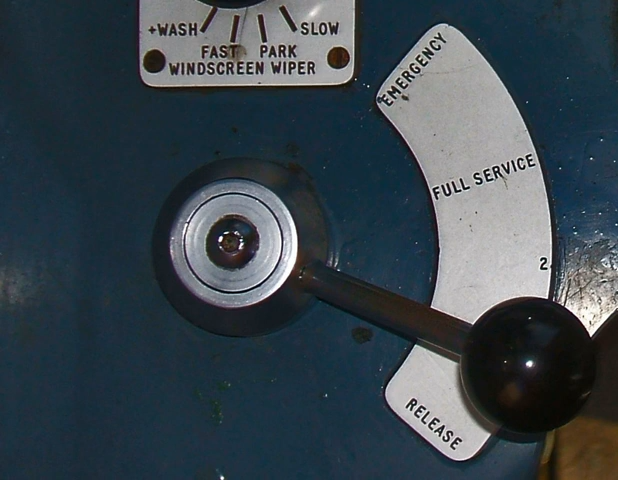 +WASH SLOW
FAST PARK
WINDSCREEN WIPER
EMERGENCY
FULL SERVICE
2
RELEASE